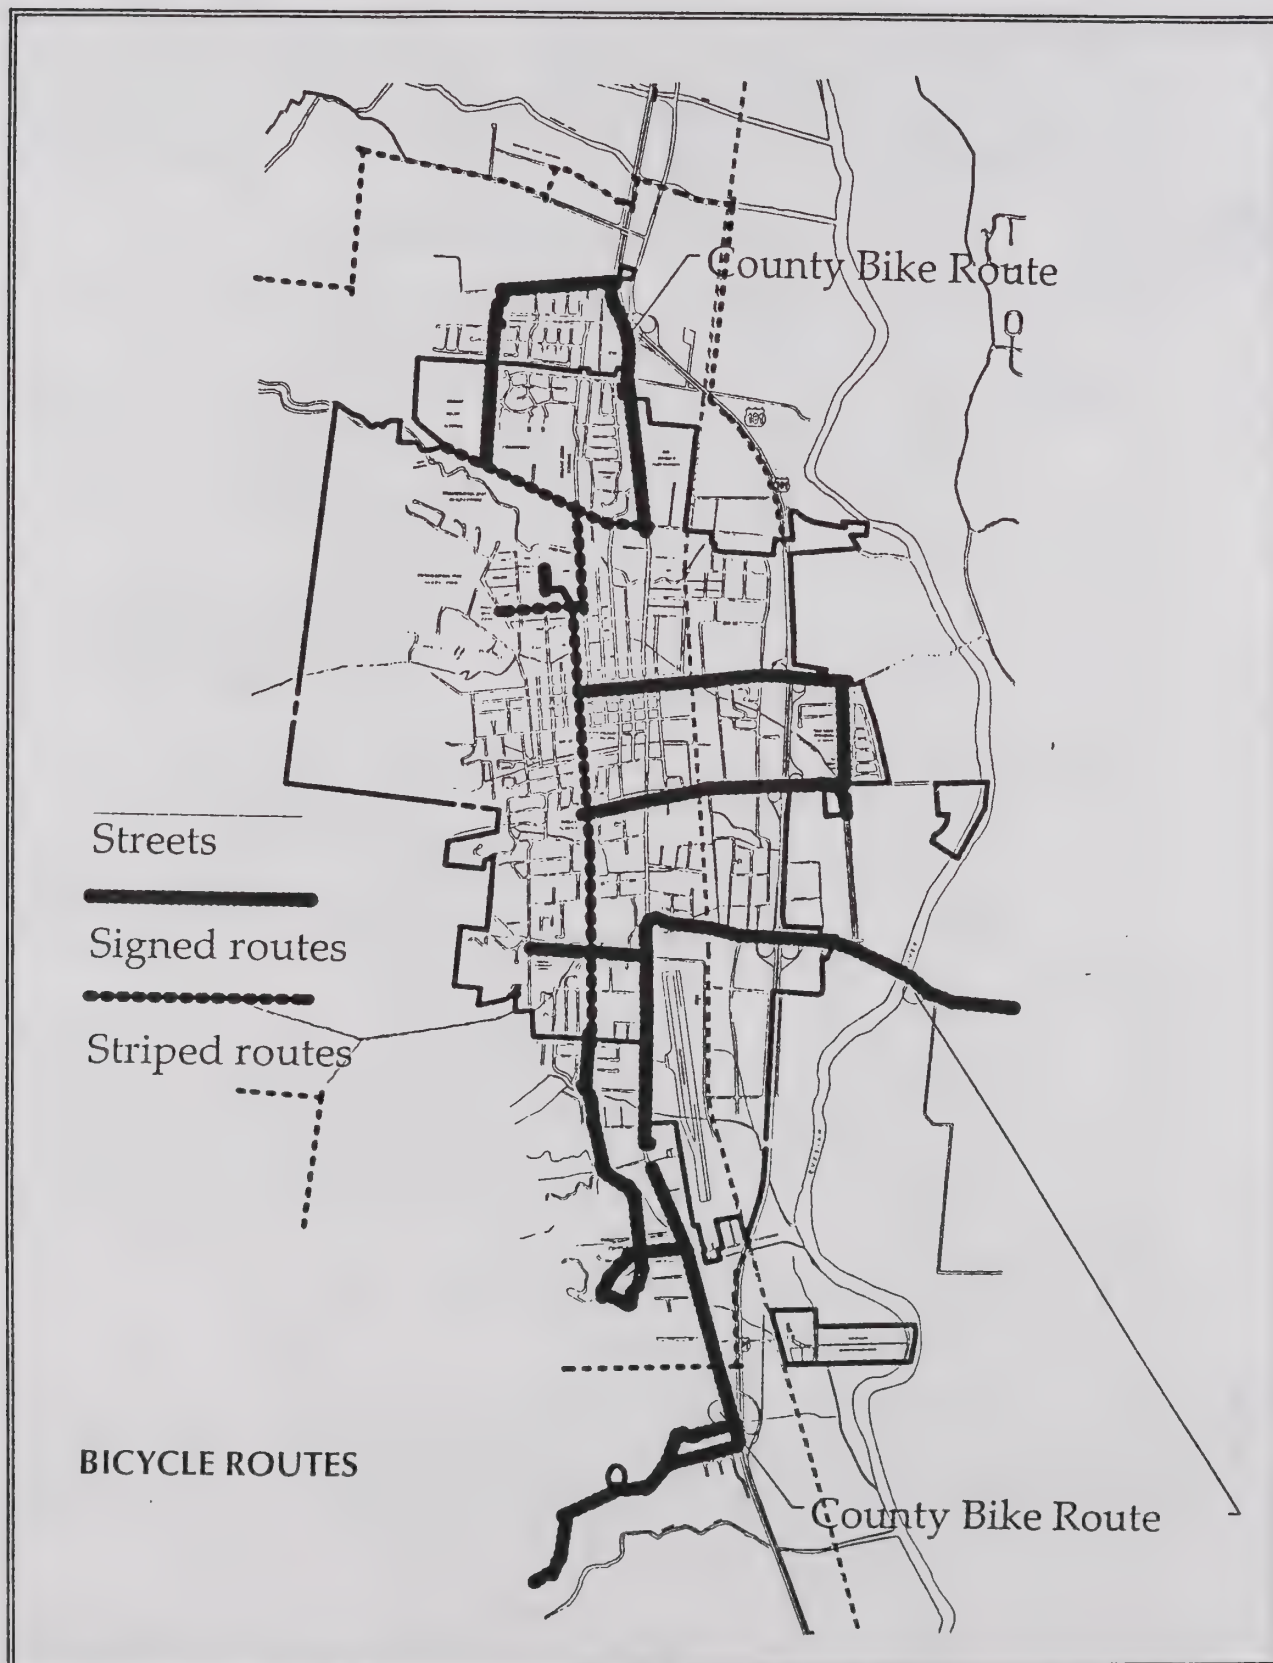 County Bike Route
Streets
Signed routes
Striped routes
BICYCLE ROUTES
County Bike Route